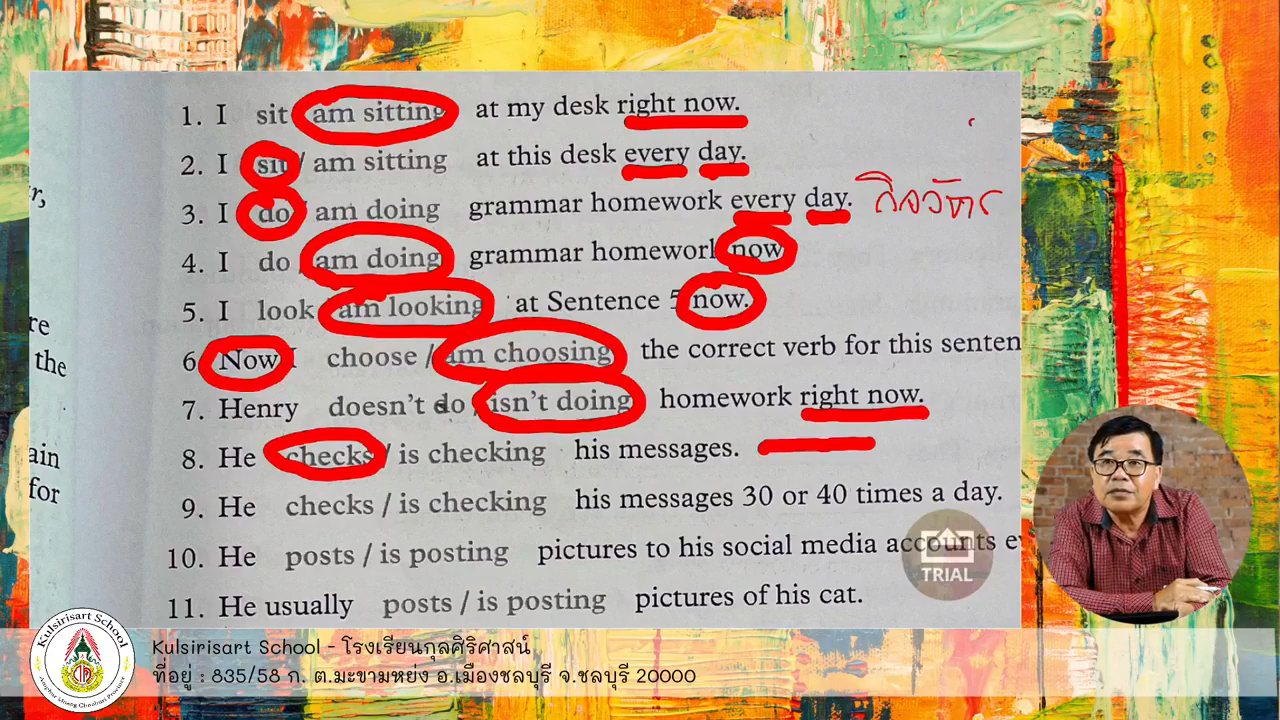 1. I sit am sitting at my desk right now.
2. I sit / am sitting at this desk every day.
3. I do am doing grammar homework every day. กิจวัตร
r,
4. I do am doing grammar homework now
5. I look am looking at Sentence 5 now.
re
6 Now I choose / am choosing the correct verb for this senten
the
7. Henry doesn't do isn't doing homework right now.
8. He checks / is checking his messages.
ain
9. He checks / is checking his messages 30 or 40 times a day.
for
10. He posts / is posting pictures to his social media accounts ev
TRIAL
11. He usually posts / is posting pictures of his cat.
Kulsirisart School
Kulsirisart School - โรงเรียนกุลศิริศาสน์
ที่อยู่ : 835/58 ก. ต.มะขามหย่ง อ.เมืองชลบุรี จ.ชลบุรี 20000